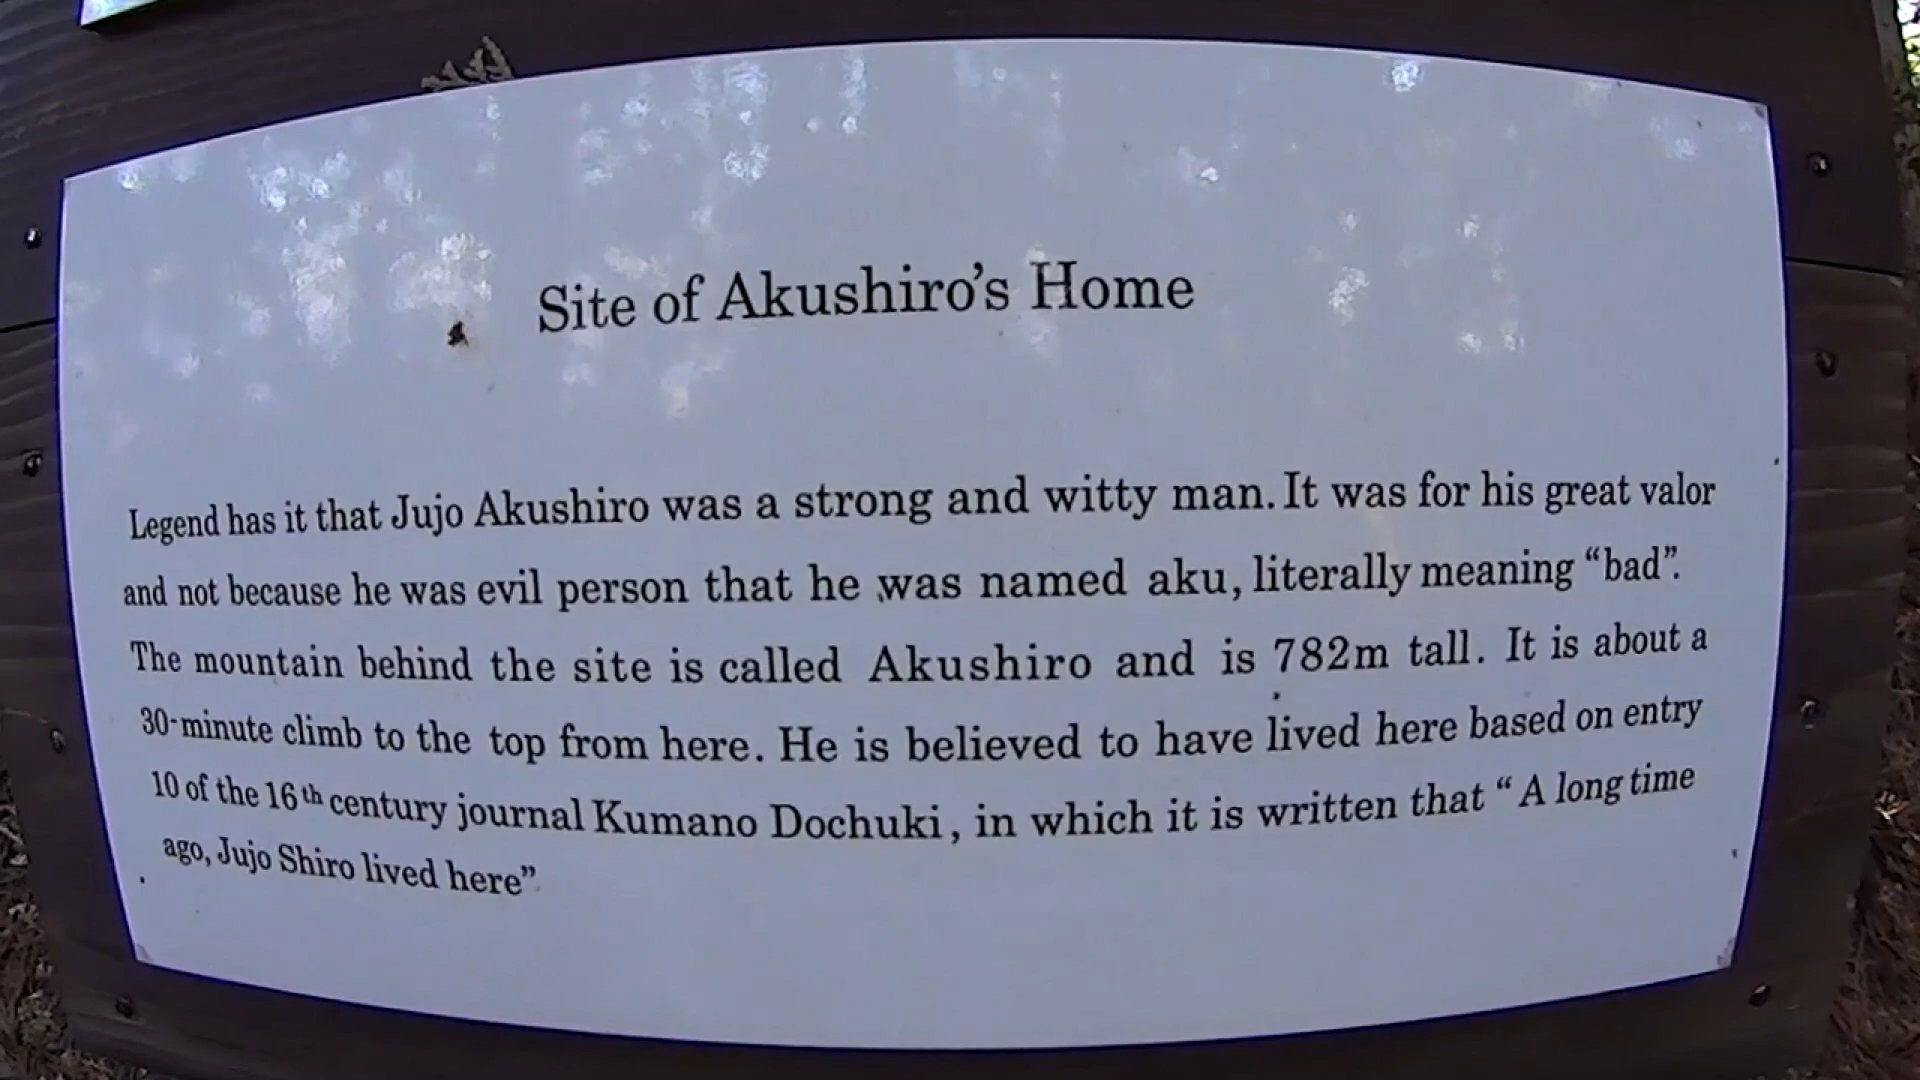 Site of Akushiro's Home
Legend has it that Jujo Akushiro was a strong and witty man. It was for his great valor
and not because he was evil person that he was named aku, literally meaning “bad”.
The mountain behind the site is called Akushiro and is 782m tall. It is about a
30-minute climb to the top from here. He is believed to have lived here based on entry
10 of the 16th century journal Kumano Dochuki, in which it is written that “ A long time
ago, Jujo Shiro lived here”